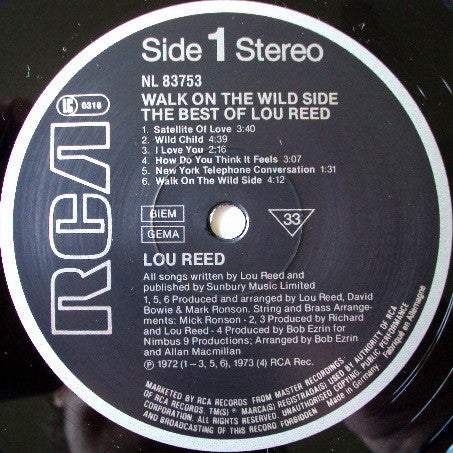 Side 1 Stereo
NL 83753
LC 0316
WALK ON THE WILD SIDE
THE BEST OF LOU REED
1. Satellite Of Love 3:40
2. Wild Child 4:39
3. I Love You 2:16
4. How Do You Think It Feels 3:07
5. New York Telephone Conversation 1:31
6. Walk On The Wild Side 4:12
RCA
BIEM
GEMA
33
LOU REED
All songs written by Lou Reed and
published by Sunbury Music Limited
1, 5, 6 Produced and arranged by Lou Reed, David
Bowie & Mark Ronson. String and Brass Arrange-
ments; Mick Ronson - 2, 3 Produced by Richard
and Lou Reed - 4 Produced by Bob Ezrin for
Nimbus 9 Productions; Arranged by Bob Ezrin
and Allan Macmillan
℗ 1972 (1 – 3, 5, 6), 1973 (4) RCA Rec.
MARKETED BY RCA RECORDS FROM MASTER RECORDINGS.
RCA RECORDS. TM(S) ® MARCA(S) REGISTRADA(S) USED BY AUTHORITY OF RCA
CORPORATION. ALL RIGHTS RESERVED. UNAUTHORISED COPYING, PUBLIC PERFORMANCE
AND BROADCASTING OF THIS RECORD FORBIDDEN
Made in Germany. Fabriqué en Allemagne